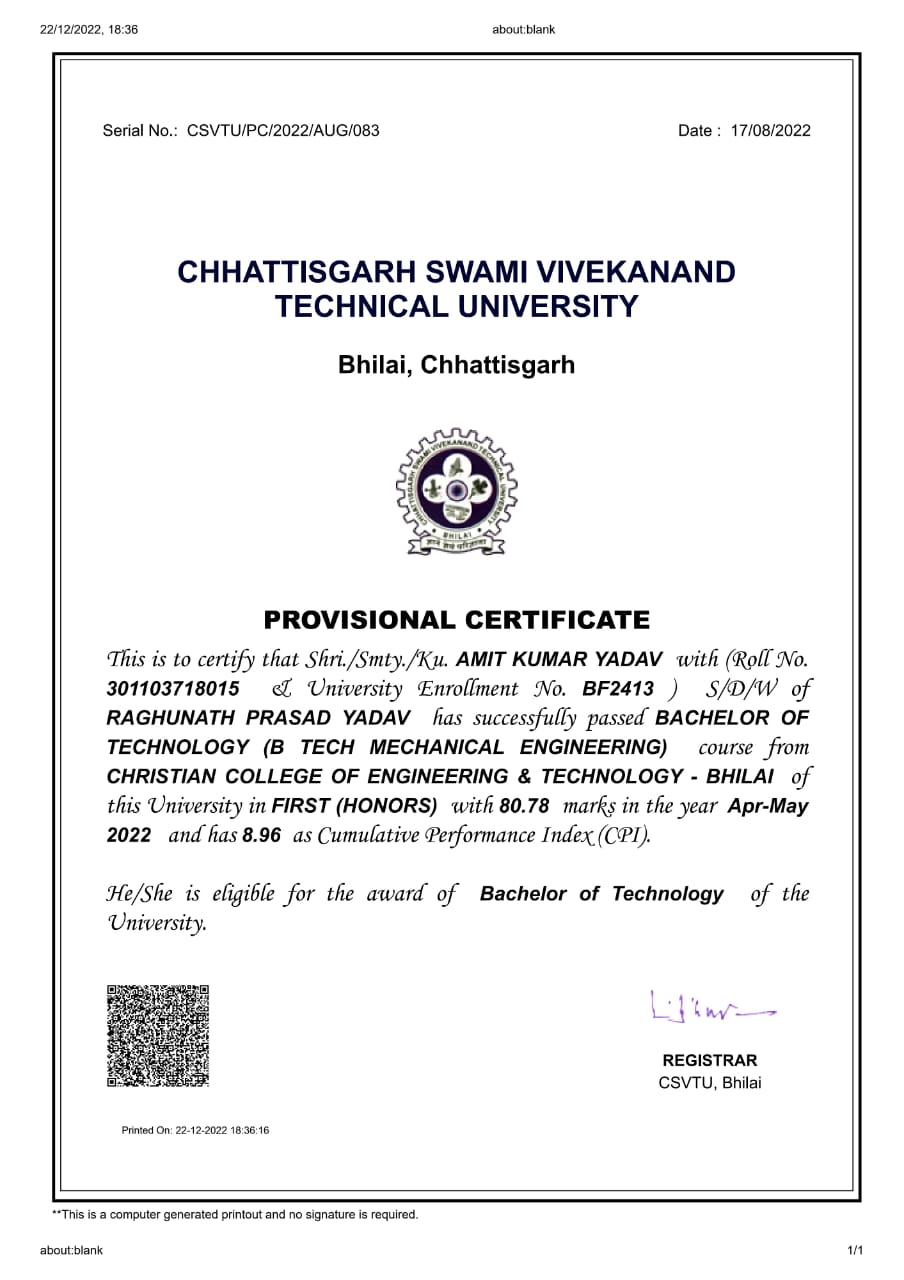 22/12/2022, 18:36 about:blank
Serial No.: CSVTU/PC/2022/AUG/083 Date : 17/08/2022
CHHATTISGARH SWAMI VIVEKANAND
TECHNICAL UNIVERSITY
Bhilai, Chhattisgarh
CHHATTISGARH SWAMI VIVEKANAND TECHNICAL UNIVERSITY
BHILAI
PROVISIONAL CERTIFICATE
This is to certify that Shri./Smty./Ku. AMIT KUMAR YADAV with (Roll No.
301103718015 & University Enrollment No. BF2413 ) S/D/W of
RAGHUNATH PRASAD YADAV has successfully passed BACHELOR OF
TECHNOLOGY (B TECH MECHANICAL ENGINEERING) course from
CHRISTIAN COLLEGE OF ENGINEERING & TECHNOLOGY - BHILAI of
this University in FIRST (HONORS) with 80.78 marks in the year Apr-May
2022 and has 8.96 as Cumulative Performance Index (CPI).
He/She is eligible for the award of Bachelor of Technology of the
University.
REGISTRAR
CSVTU, Bhilai
Printed On: 22-12-2022 18:36:16
**This is a computer generated printout and no signature is required.
about:blank 1/1